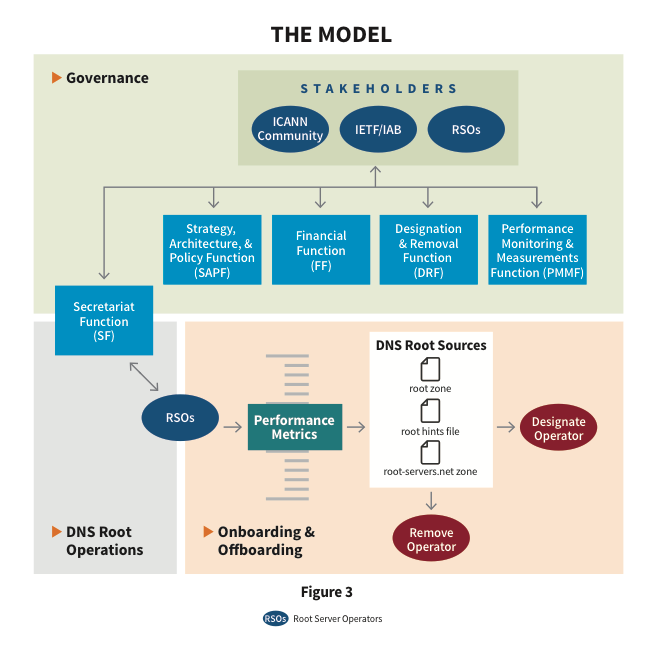 THE MODEL
Governance
STAKEHOLDERS
ICANN
Community
IETF/IAB
RSOs
Strategy,
Architecture, &
Policy Function
(SAPF)
Financial
Function
(FF)
Designation
& Removal
Function
(DRF)
Performance
Monitoring &
Measurements
Function (PMMF)
Secretariat
Function
(SF)
RSOs
Performance
Metrics
DNS Root Sources
root zone
root hints file
root-servers.net zone
Designate
Operator
Remove
Operator
DNS Root
Operations
Onboarding &
Offboarding
Figure 3
RSOs Root Server Operators